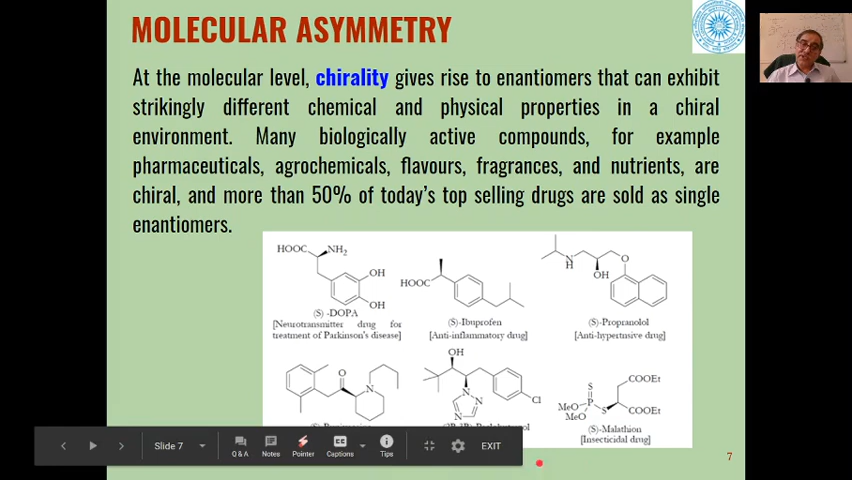 MOLECULAR ASYMMETRY
At the molecular level, chirality gives rise to enantiomers that can exhibit
strikingly different chemical and physical properties in a chiral
environment. Many biologically active compounds, for example
pharmaceuticals, agrochemicals, flavours, fragrances, and nutrients, are
chiral, and more than 50% of today's top selling drugs are sold as single
enantiomers.
HOOC NH2
OH
OH
(S) -DOPA
[Neurotransmitter drug for
treatment of Parkinson's disease]
HOOC
(S)-Ibuprofen
[Anti-inflammatory drug]
N
H
OH
O
(S)-Propranolol
[Anti-hypertnsive drug]
O
N
OH
N
N
N
Cl
S
MeO
P
MeO
S
COOEt
COOEt
(S)-Malathion
[Insecticidal drug]
Slide 7
Q & A
Notes
Pointer
CC
Captions
Tips
EXIT
7